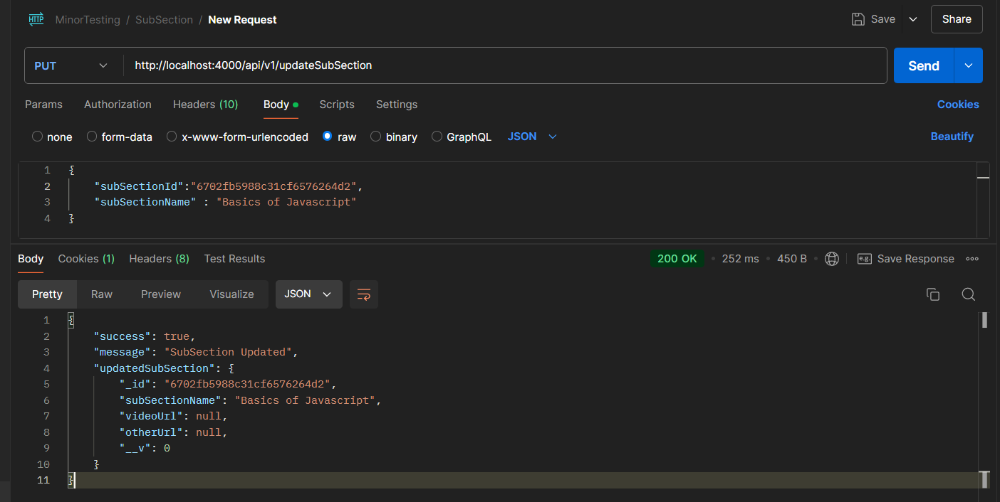 HTTP MinorTesting / SubSection / New Request Save Share
PUT http://localhost:4000/api/v1/updateSubSection Send
Params Authorization Headers (10) Body Scripts Settings Cookies
none form-data x-www-form-urlencoded raw binary GraphQL JSON Beautify
1 {
2 "subSectionId":"6702fb5988c31cf6576264d2",
3 "subSectionName" : "Basics of Javascript"
4 }
Body Cookies (1) Headers (8) Test Results 200 OK 252 ms 450 B e.g. Save Response
Pretty Raw Preview Visualize JSON
1 {
2 "success": true,
3 "message": "SubSection Updated",
4 "updatedSubSection": {
5 "_id": "6702fb5988c31cf6576264d2",
6 "subSectionName": "Basics of Javascript",
7 "videoUrl": null,
8 "otherUrl": null,
9 "__v": 0
10 }
11 }